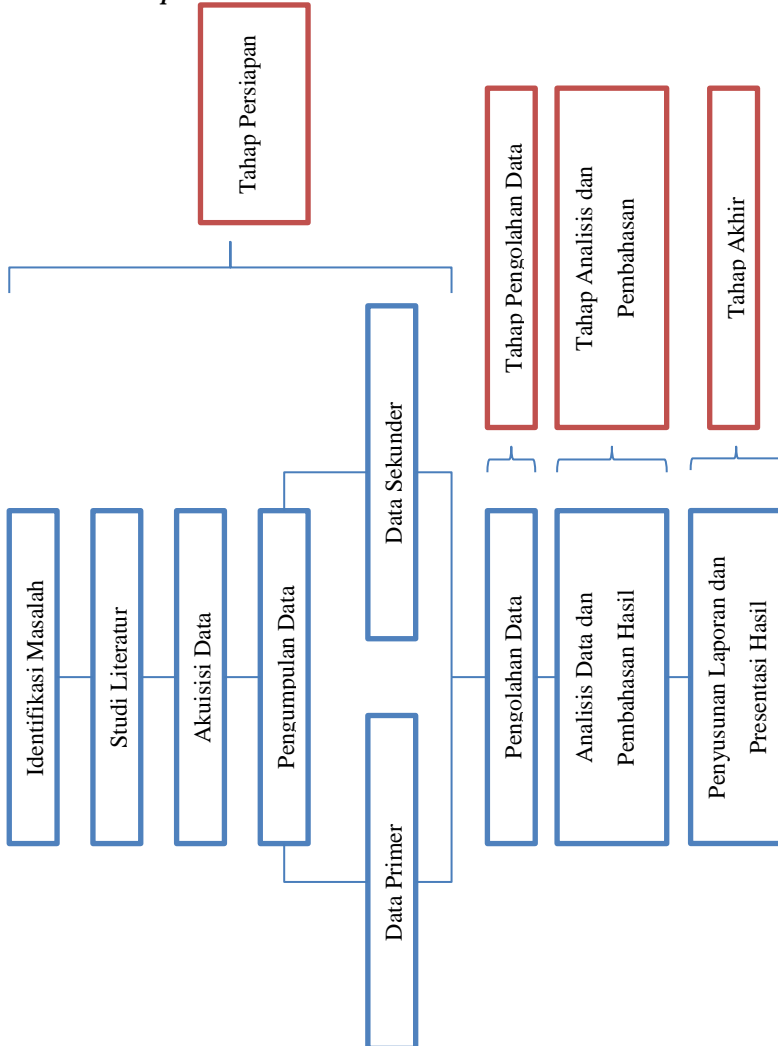 Identifikasi Masalah
Studi Literatur
Akuisisi Data
Pengumpulan Data
Data Primer
Data Sekunder
Tahap Persiapan
Pengolahan Data
Tahap Pengolahan Data
Analisis Data dan
Pembahasan Hasil
Tahap Analisis dan
Pembahasan
Penyusunan Laporan dan
Presentasi Hasil
Tahap Akhir